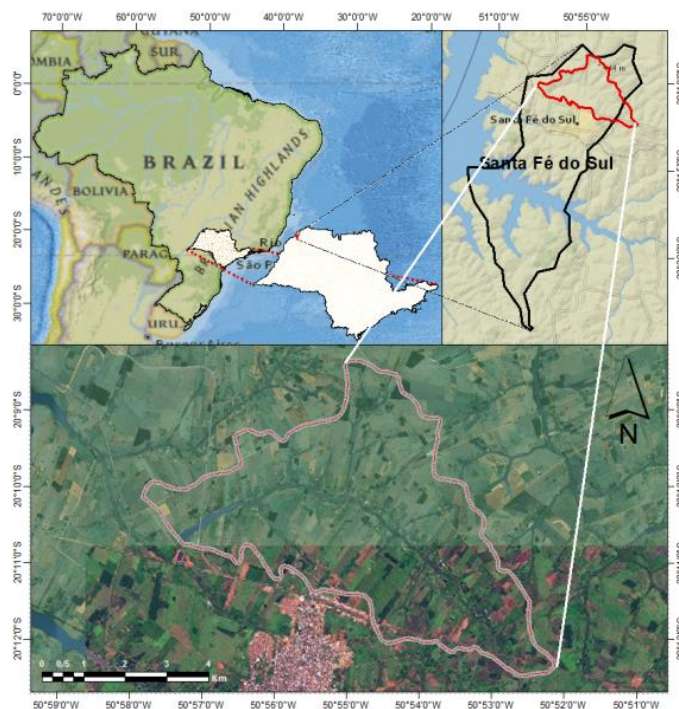 70°0'0"W 60°0'0"W 50°0'0"W 40°0'0"W 30°0'0"W 20°0'0"W 51°0'0"W 50°55'0"W
GUYANA
SUR.
OMBIA
0°0'0"
10°0'0"S
20°0'0"S
30°0'0"S
BRAZIL
BOLIVIA
ANDES
PARAG
URU.
Buenos Aires
Rio
São P
Santa Fé do Sul
Santa Fé do Sul
20°9'0"S
20°10'0"S
20°11'0"S
20°12'0"S
N
0 0,5 1 2 3 4
Km
50°59'0"W 50°58'0"W 50°57'0"W 50°56'0"W 50°55'0"W 50°54'0"W 50°53'0"W 50°52'0"W 50°51'0"W